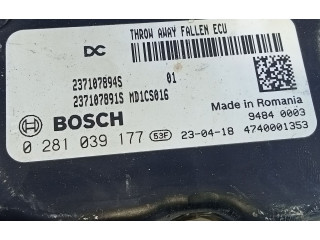 THROW AWAY FALLEN ECU
DC
237107894S 01
237107891S MD1CS016
Made in Romania
9484 0003
BOSCH
0 281 039 177 53F 23-04-18 4740001353